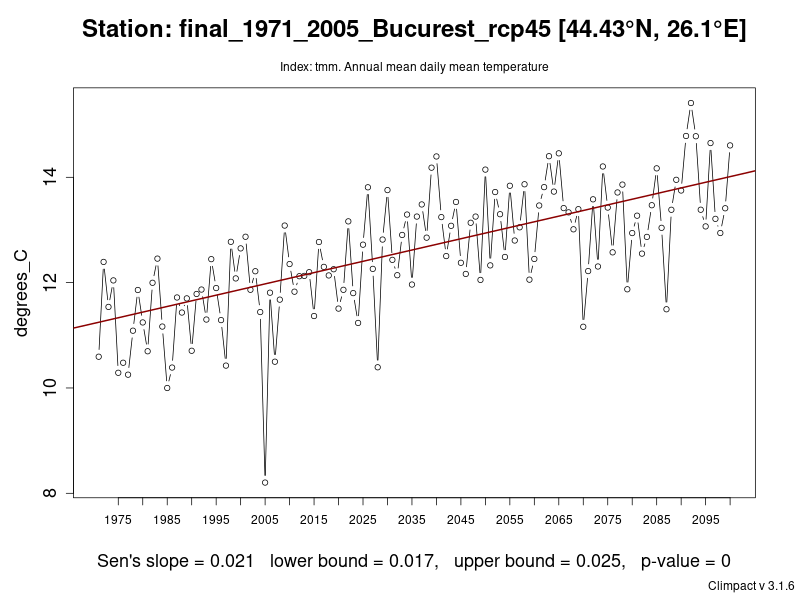 Station: final_1971_2005_Bucurest_rcp45 [44.43°N, 26.1°E]
Index: tmm. Annual mean daily mean temperature
degrees_C
14
12
10
8
1975 1985 1995 2005 2015 2025 2035 2045 2055 2065 2075 2085 2095
Sen's slope = 0.021 lower bound = 0.017, upper bound = 0.025, p-value = 0
Climpact v 3.1.6